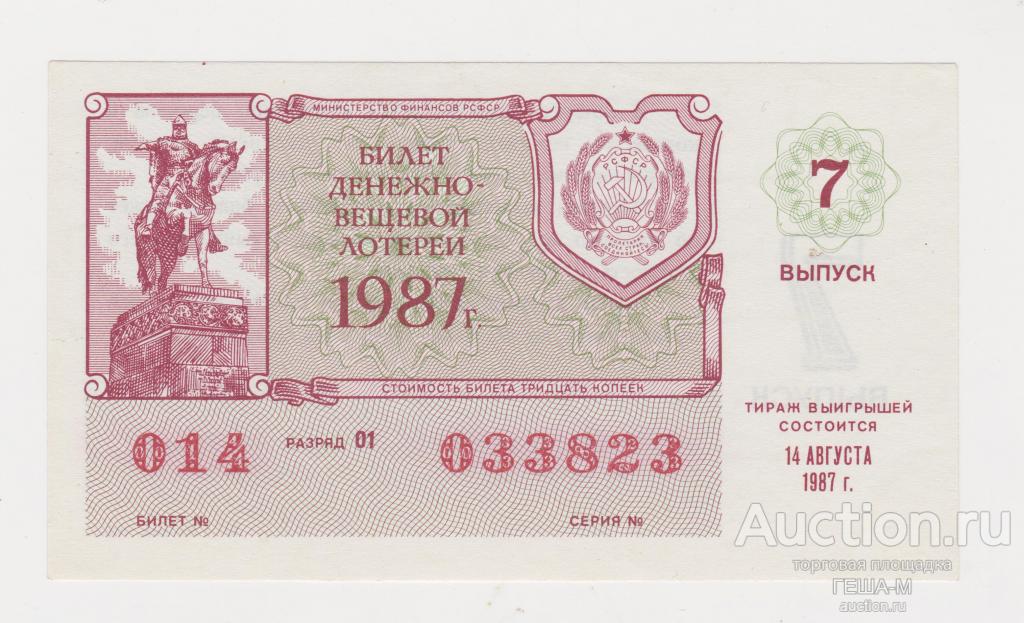 МИНИСТЕРСТВО ФИНАНСОВ РСФСР
БИЛЕТ
ДЕНЕЖНО-
ВЕЩЕВОЙ
ЛОТЕРЕИ
1987г.
РСФСР
7
ВЫПУСК
СТОИМОСТЬ БИЛЕТА ТРИДЦАТЬ КОПЕЕК
014 РАЗРЯД 01 033823
БИЛЕТ № СЕРИЯ №
ТИРАЖ ВЫИГРЫШЕЙ
СОСТОИТСЯ
14 АВГУСТА
1987 г.
Auction.ru
торговая площадка
ГЕША-М
auction.ru